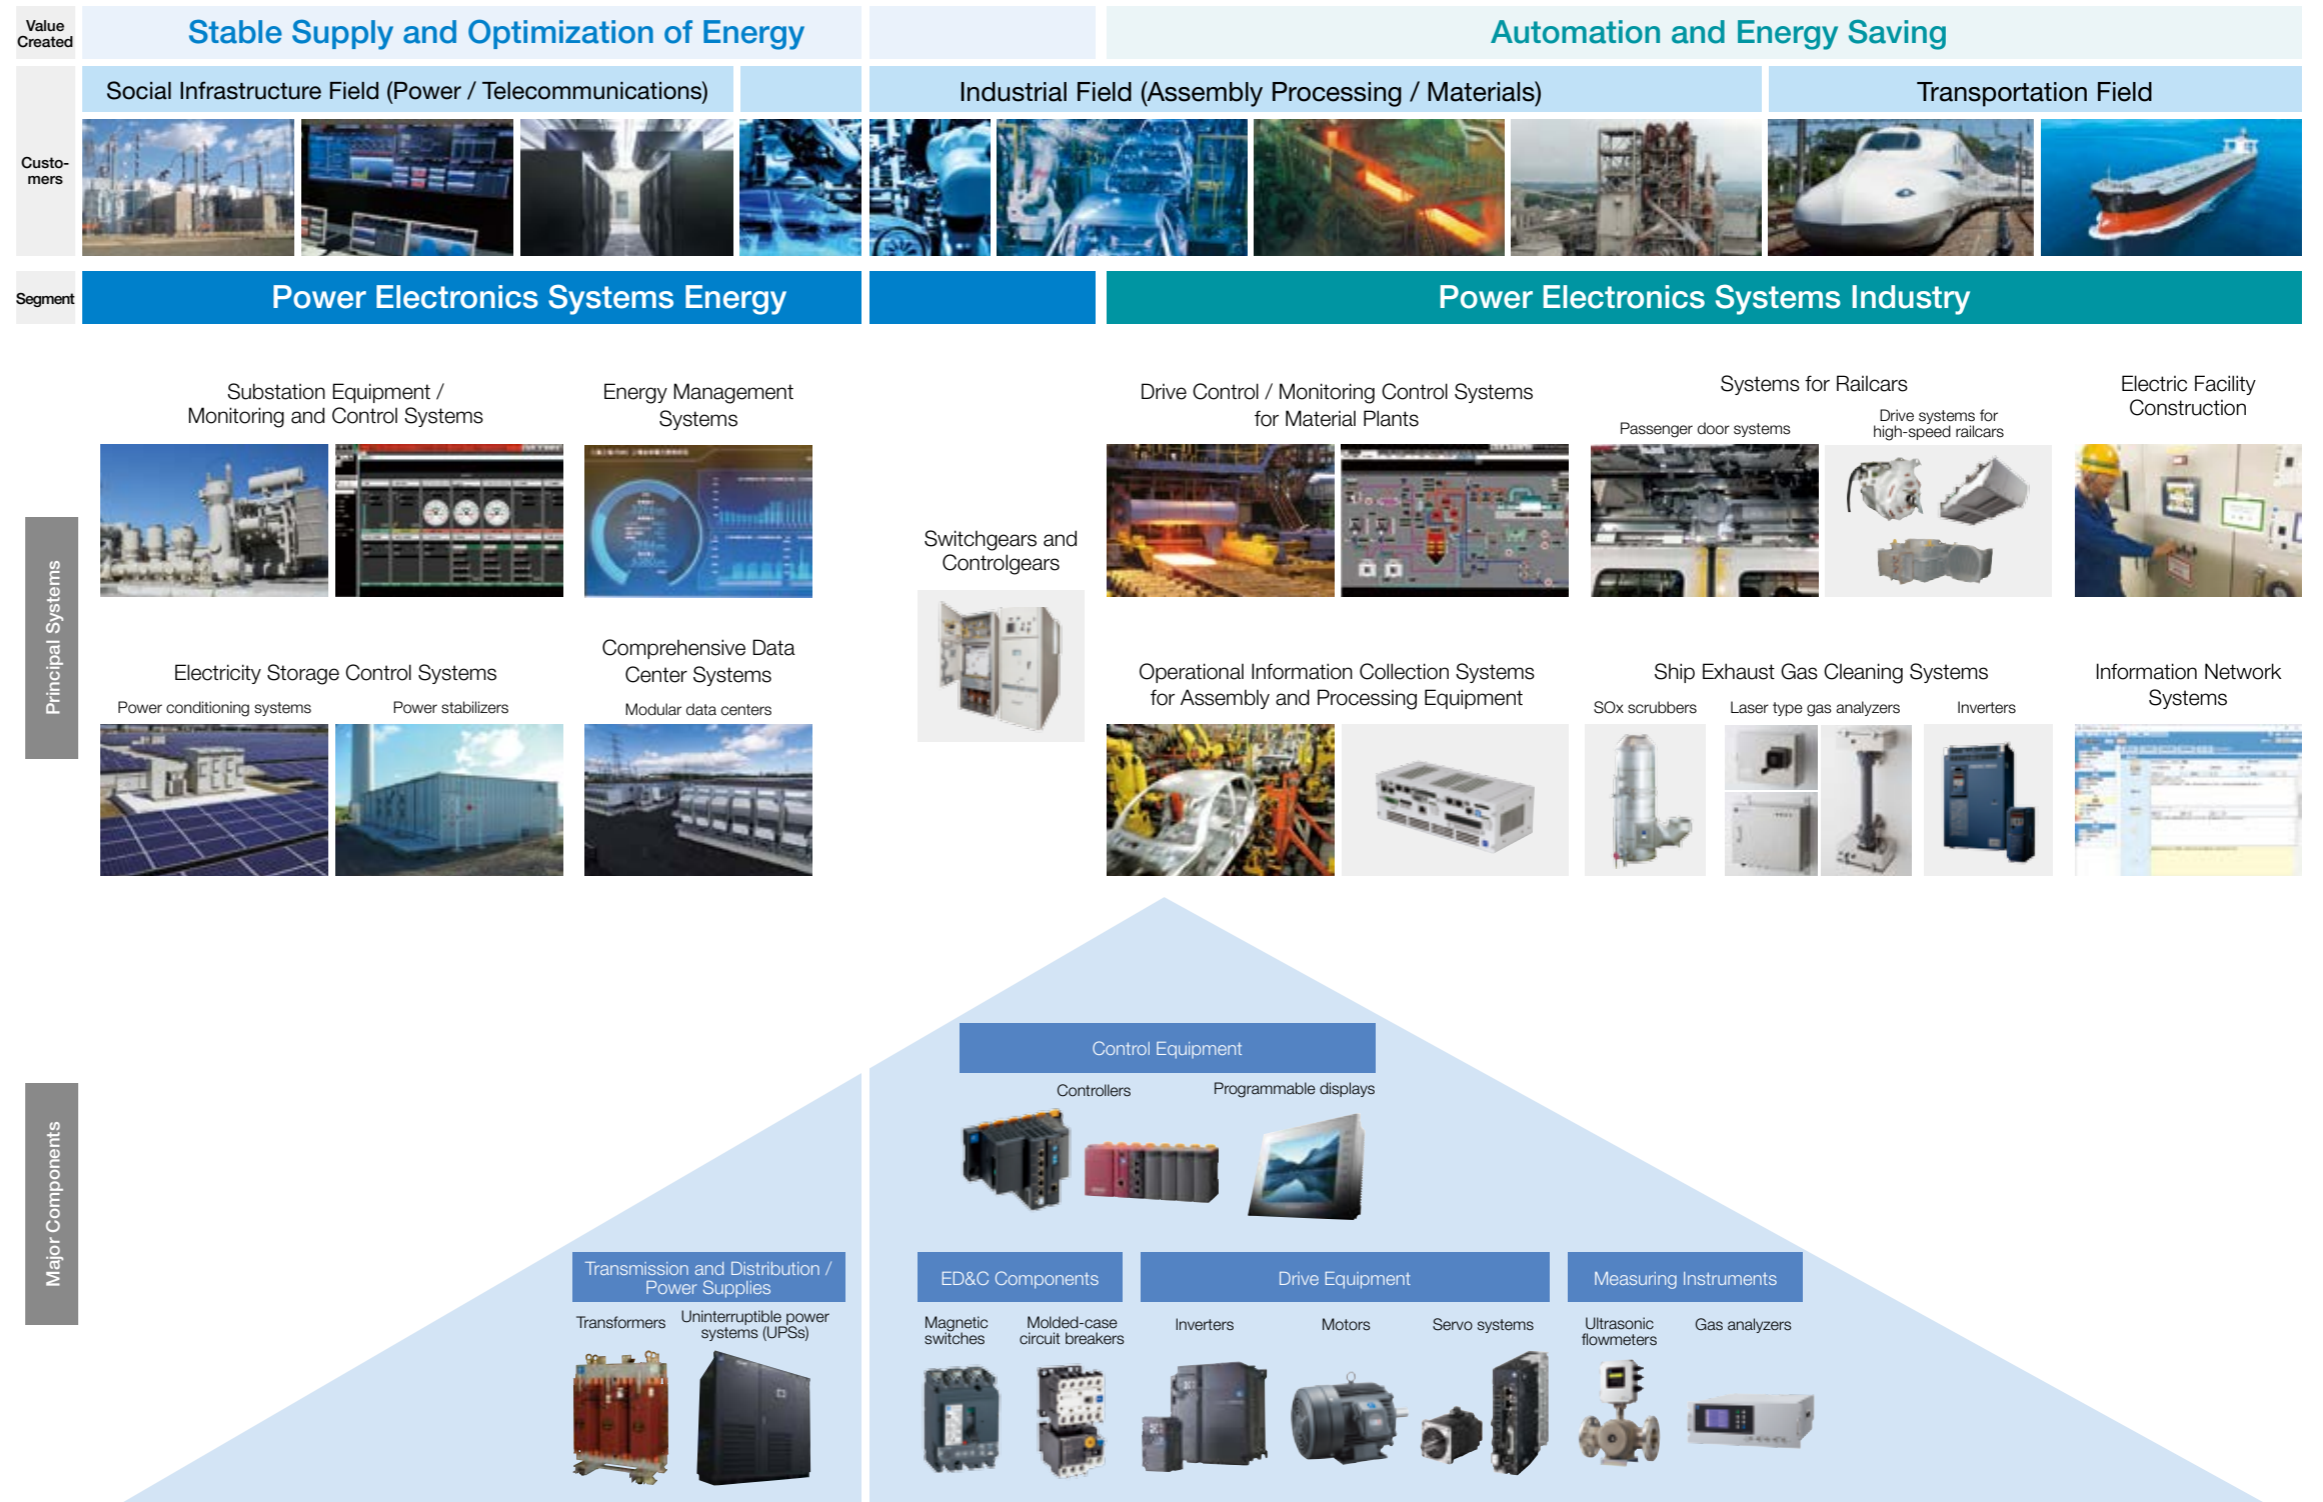 Value
Created
Stable Supply and Optimization of Energy
Automation and Energy Saving
Custo-
mers
Social Infrastructure Field (Power / Telecommunications)
Industrial Field (Assembly Processing / Materials)
Transportation Field
Segment
Power Electronics Systems Energy
Power Electronics Systems Industry
Principal Systems
Substation Equipment /
Monitoring and Control Systems
Energy Management
Systems
Switchgears and
Controlgears
Drive Control / Monitoring Control Systems
for Material Plants
Systems for Railcars
Passenger door systems
Drive systems for
high-speed railcars
Electric Facility
Construction
Electricity Storage Control Systems
Power conditioning systems
Power stabilizers
Comprehensive Data
Center Systems
Modular data centers
Operational Information Collection Systems
for Assembly and Processing Equipment
Ship Exhaust Gas Cleaning Systems
SOx scrubbers
Laser type gas analyzers
Inverters
Information Network
Systems
Major Components
Control Equipment
Controllers
Programmable displays
Transmission and Distribution /
Power Supplies
Transformers
Uninterruptible power
systems (UPSs)
ED&C Components
Magnetic
switches
Molded-case
circuit breakers
Drive Equipment
Inverters
Motors
Servo systems
Measuring Instruments
Ultrasonic
flowmeters
Gas analyzers